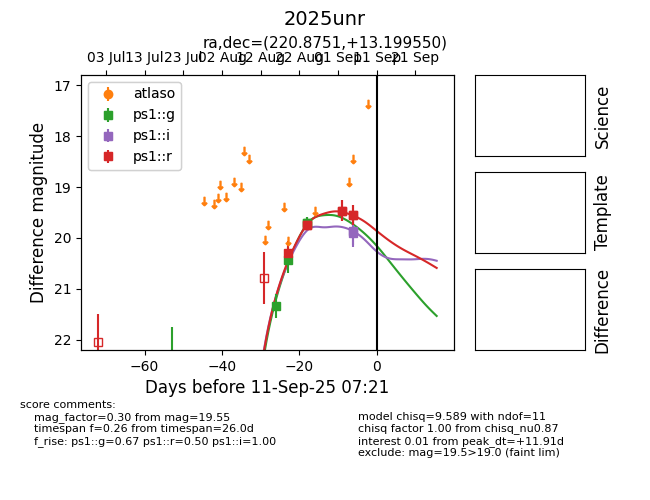 2025unr
ra,dec=(220.8751,+13.199550)
03 Jul 13 Jul 23 Jul 02 Aug 12 Aug 22 Aug 01 Sep 11 Sep 21 Sep
atlaso
ps1::g
ps1::i
ps1::r
17
18
19
20
21
22
Difference magnitude
−60 −40 −20 0
Days before 11-Sep-25 07:21
Science
Template
Difference
score comments:
mag_factor=0.30 from mag=19.55
timespan f=0.26 from timespan=26.0d
f_rise: ps1::g=0.67 ps1::r=0.50 ps1::i=1.00
model chisq=9.589 with ndof=11
chisq factor 1.00 from chisq_nu0.87
interest 0.01 from peak_dt=+11.91d
exclude: mag=19.5>19.0 (faint lim)